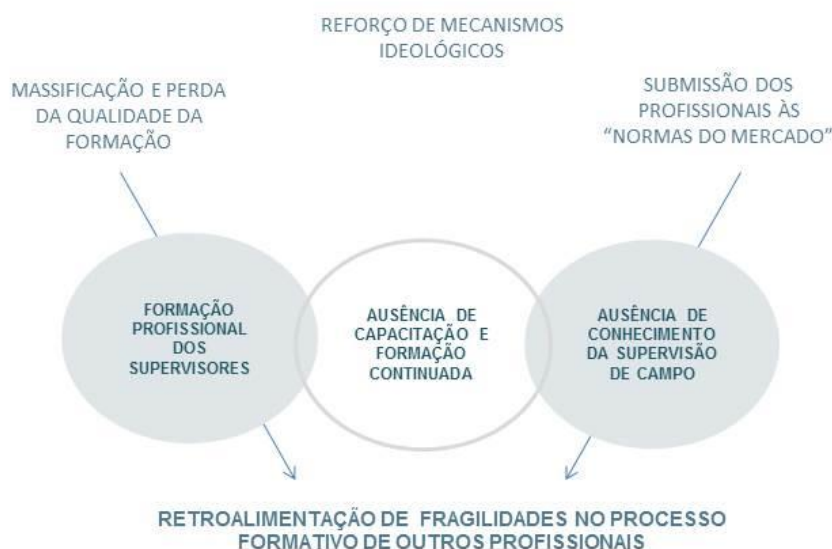 REFORÇO DE MECANISMOS
IDEOLÓGICOS
MASSIFICAÇÃO E PERDA
DA QUALIDADE DA
FORMAÇÃO
SUBMISSÃO DOS
PROFISSIONAIS ÀS
“NORMAS DO MERCADO”
FORMAÇÃO
PROFISSIONAL
DOS
SUPERVISORES
AUSÊNCIA DE
CAPACITAÇÃO E
FORMAÇÃO
CONTINUADA
AUSÊNCIA DE
CONHECIMENTO
DA SUPERVISÃO
DE CAMPO
RETROALIMENTAÇÃO DE FRAGILIDADES NO PROCESSO
FORMATIVO DE OUTROS PROFISSIONAIS